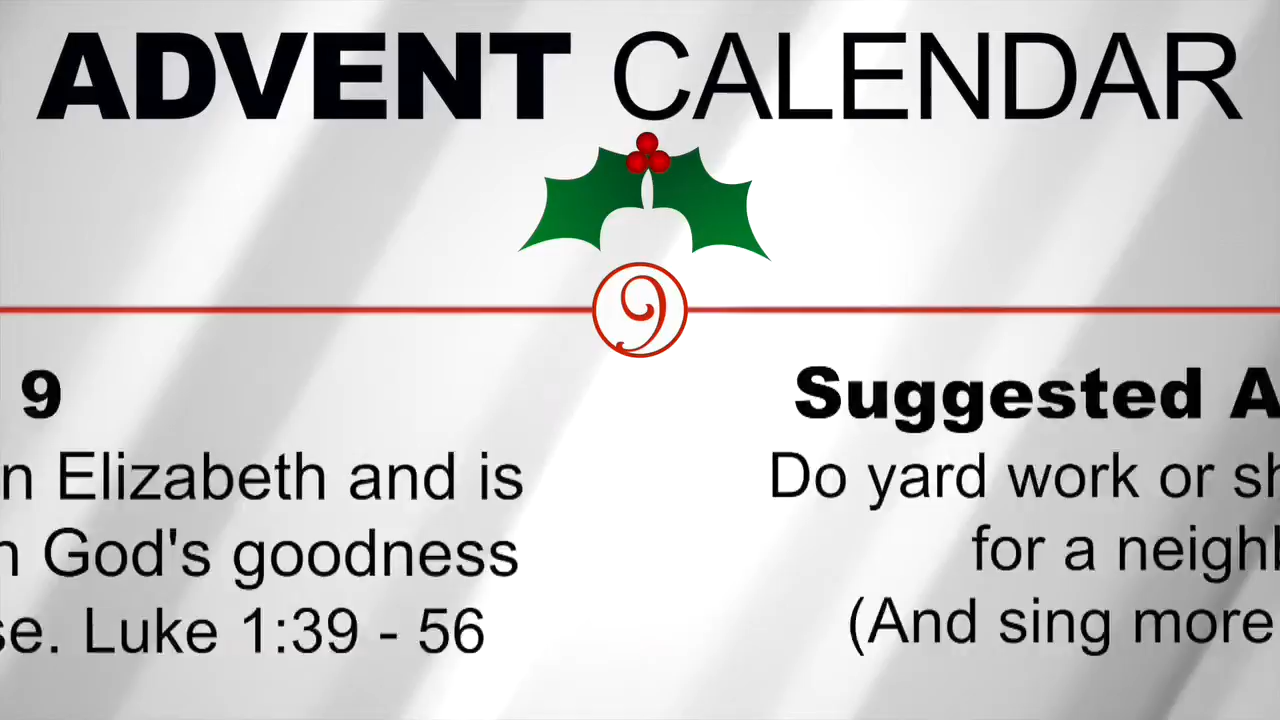 ADVENT CALENDAR
9
9
n Elizabeth and is
God's goodness
se. Luke 1:39 - 56
Suggested A
Do yard work or sh
for a neigh
(And sing more